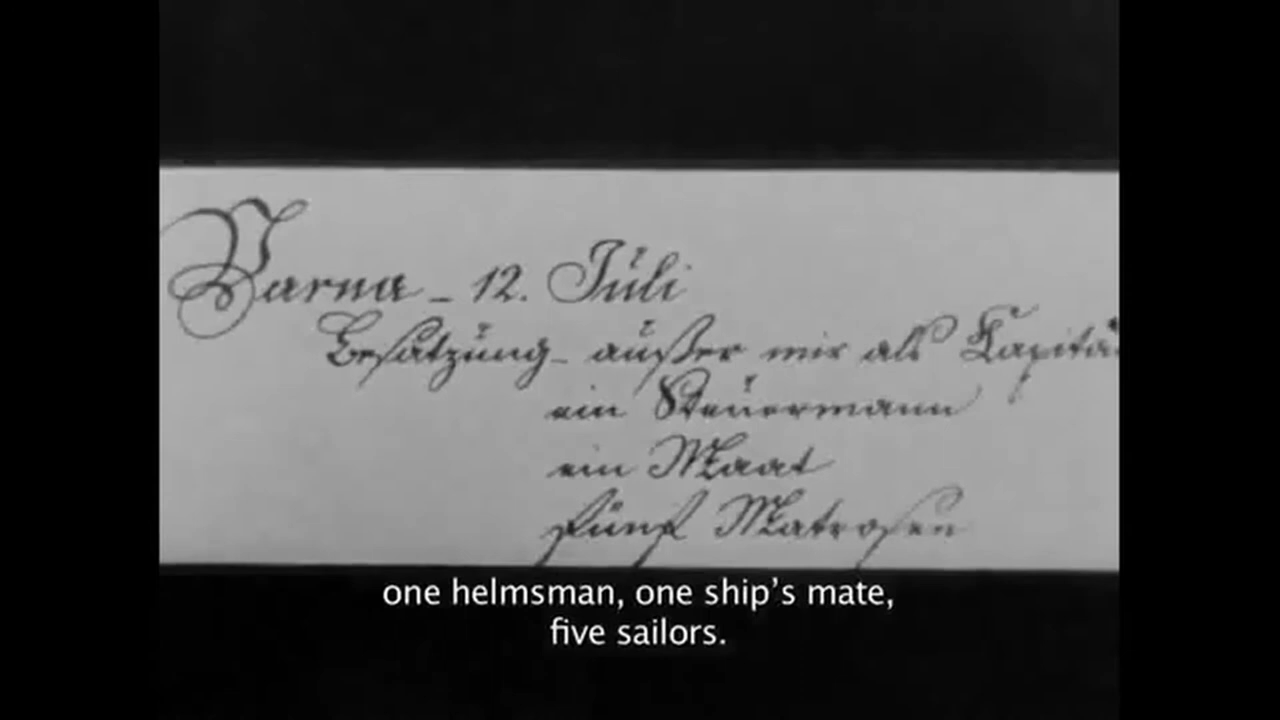 Varna - 12. Juli
Besatzung - außer mir als Kapitä
ein Steuermann
ein Maat
fünf Matrosen
one helmsman, one ship’s mate,
five sailors.